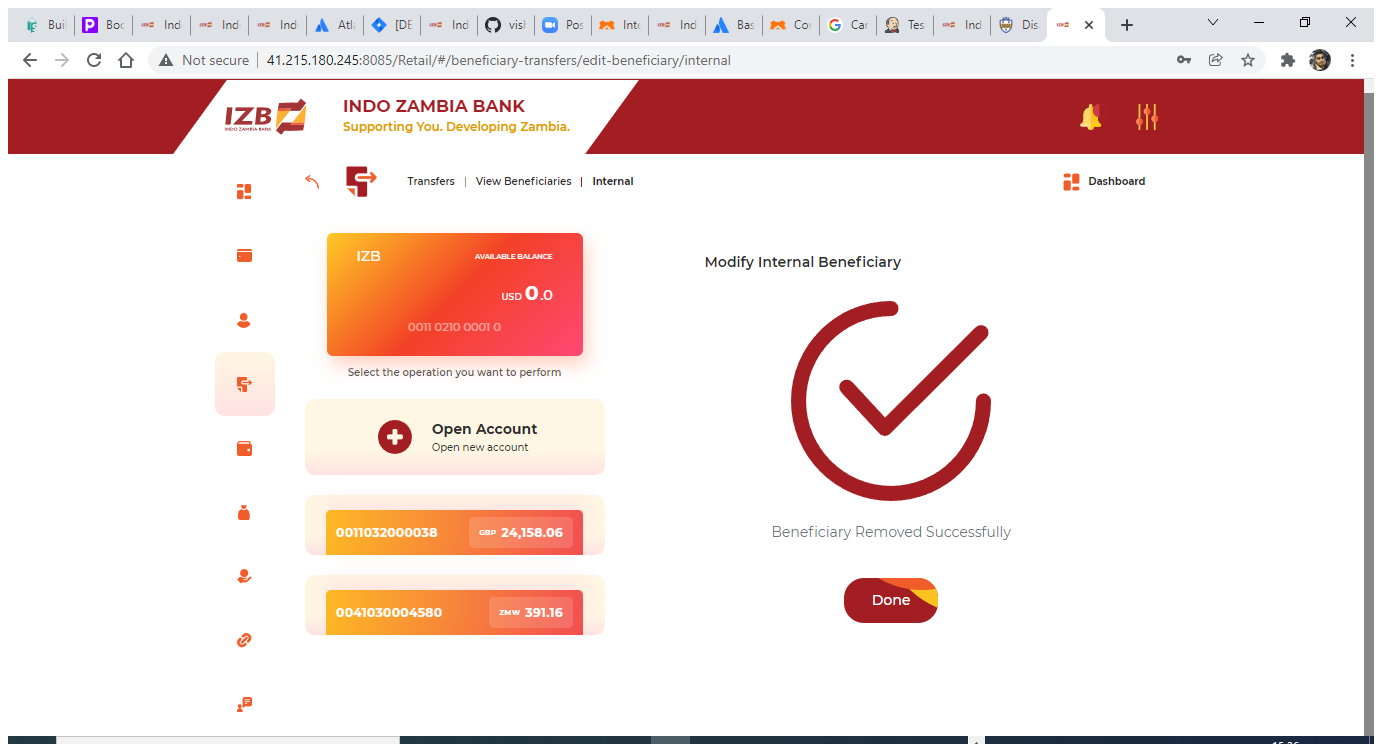 Buil
Boc
Ind
Ind
Ind
Atla
[DE
Ind
vish
Pos
Inte
Ind
Bas
Cor
Car
Tes
Ind
Dis
Not secure
41.215.180.245:8085/Retail/#/beneficiary-transfers/edit-beneficiary/internal
IZB
INDO ZAMBIA BANK
INDO ZAMBIA BANK
Supporting You. Developing Zambia.
Transfers | View Beneficiaries | Internal
Dashboard
IZB
AVAILABLE BALANCE
USD 0.0
0011 0210 0001 0
Select the operation you want to perform
Open Account
Open new account
0011032000038
GBP 24,158.06
0041030004580
ZMW 391.16
Modify Internal Beneficiary
Beneficiary Removed Successfully
Done